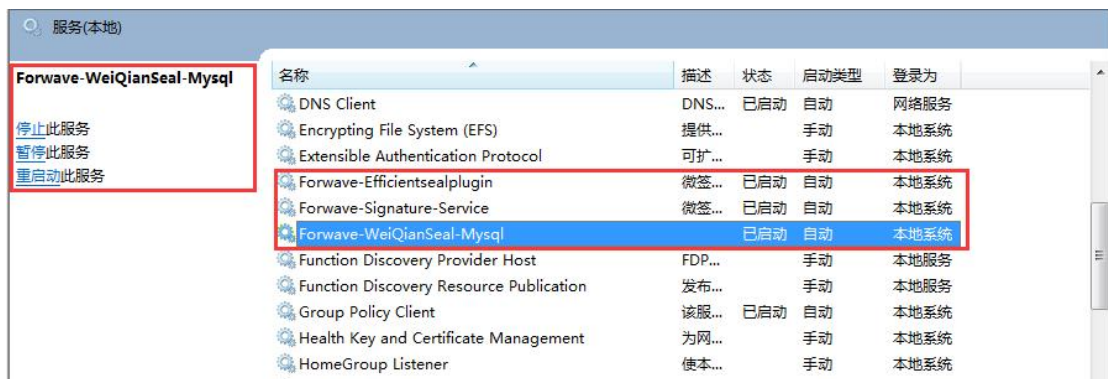 服务(本地)
Forwave-WeiQianSeal-Mysql
停止此服务
暂停此服务
重启动此服务
名称 描述 状态 启动类型 登录为
DNS Client DNS... 已启动 自动 网络服务
Encrypting File System (EFS) 提供... 手动 本地系统
Extensible Authentication Protocol 可扩... 手动 本地系统
Forwave-Efficientsealplugin 微签... 已启动 自动 本地系统
Forwave-Signature-Service 微签... 已启动 自动 本地系统
Forwave-WeiQianSeal-Mysql 已启动 自动 本地系统
Function Discovery Provider Host FDP... 手动 本地服务
Function Discovery Resource Publication 发布... 手动 本地服务
Group Policy Client 该服... 已启动 自动 本地系统
Health Key and Certificate Management 为网... 手动 本地系统
HomeGroup Listener 使本... 手动 本地系统